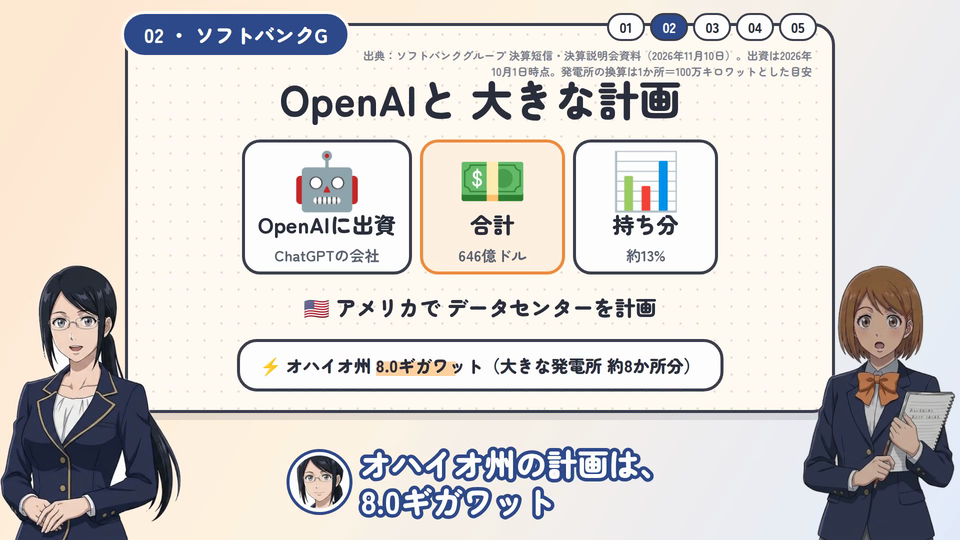 02 ・ ソフトバンクG
01 02 03 04 05
出典：ソフトバンクグループ 決算短信・決算説明会資料（2026年11月10日）。出資は2026年
10月1日時点。発電所の換算は1か所＝100万キロワットとした目安
OpenAIと 大きな計画
OpenAIに出資
ChatGPTの会社
合計
646億ドル
持ち分
約13%
アメリカで データセンターを計画
オハイオ州 8.0ギガワット（大きな発電所 約8か所分）
オハイオ州の計画は、
8.0ギガワット